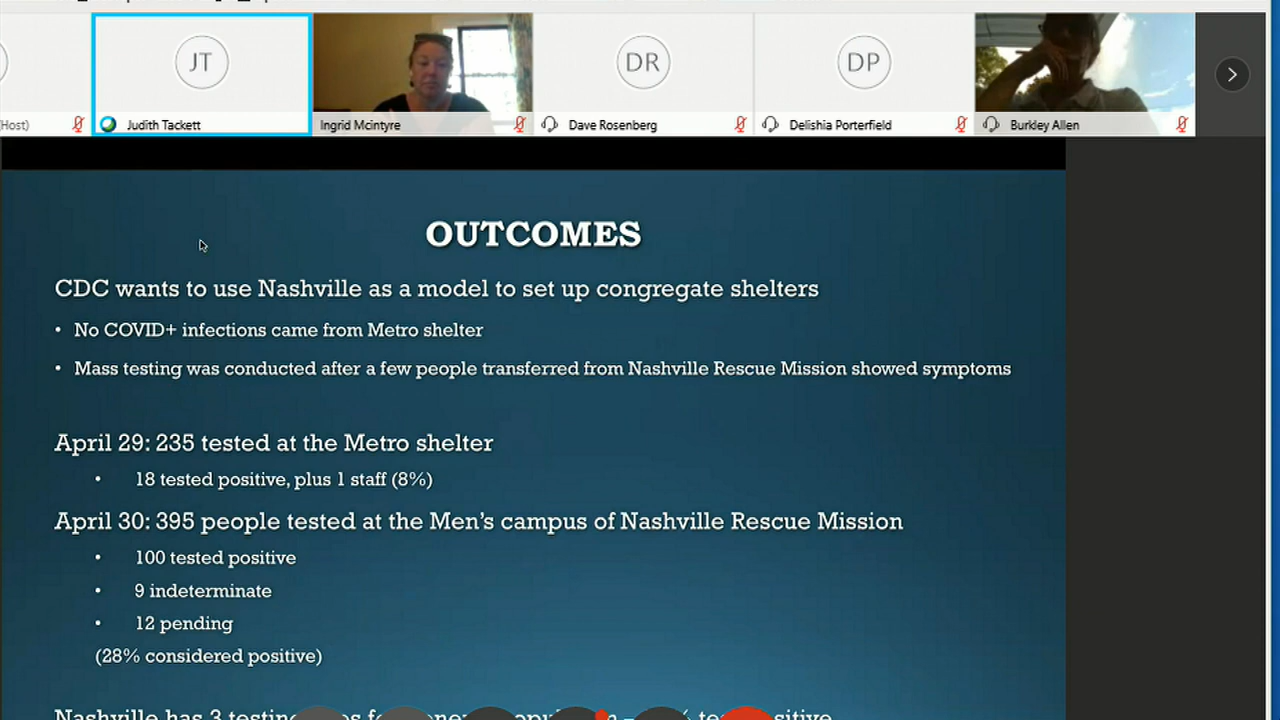 Host)
JT
Judith Tackett
Ingrid Mcintyre
DR
Dave Rosenberg
DP
Delishia Porterfield
Burkley Allen
OUTCOMES
CDC wants to use Nashville as a model to set up congregate shelters
• No COVID+ infections came from Metro shelter
• Mass testing was conducted after a few people transferred from Nashville Rescue Mission showed symptoms
April 29: 235 tested at the Metro shelter
• 18 tested positive, plus 1 staff (8%)
April 30: 395 people tested at the Men's campus of Nashville Rescue Mission
• 100 tested positive
• 9 indeterminate
• 12 pending
(28% considered positive)
Nashville has 3